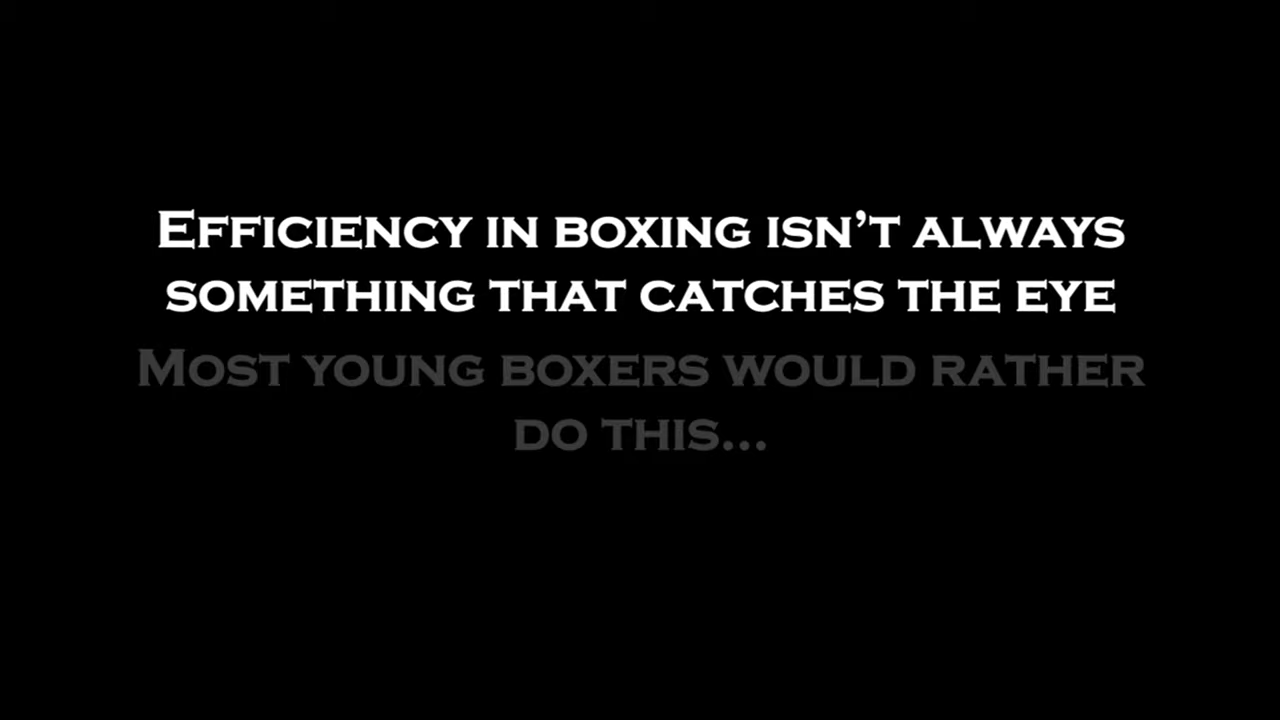 Efficiency in boxing isn’t always
something that catches the eye
Most young boxers would rather
do this...